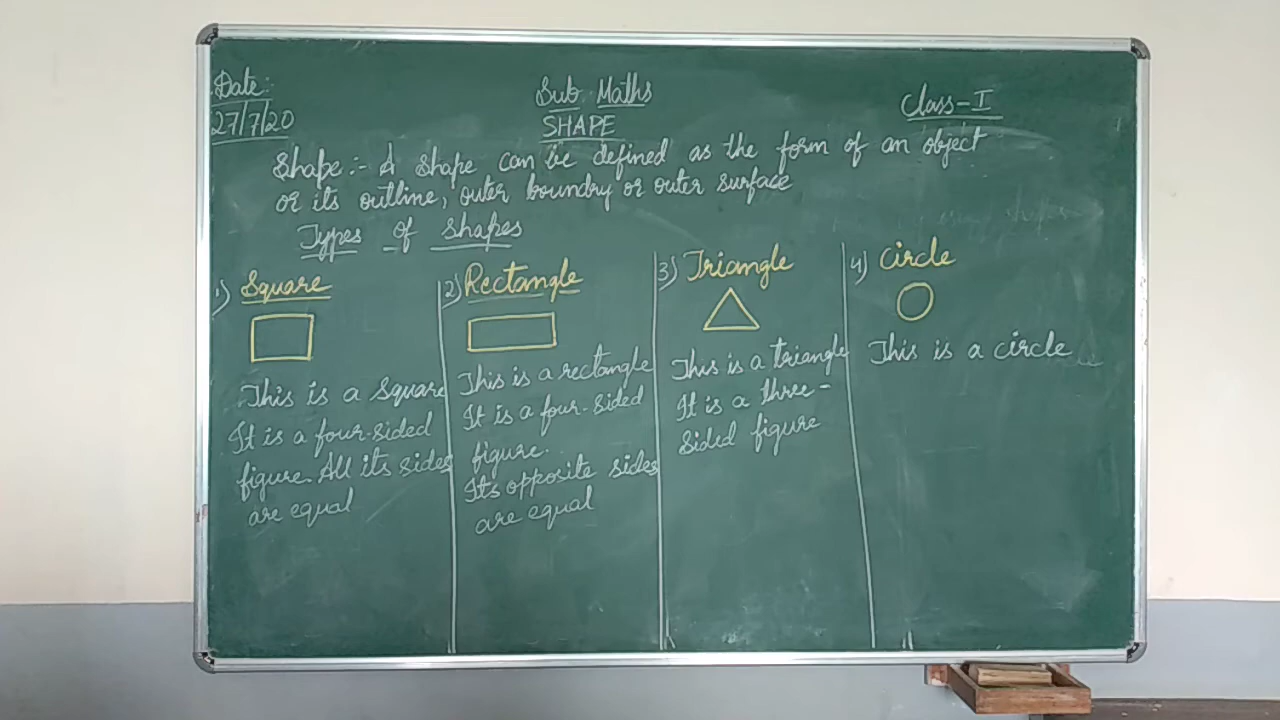 Date:
27/7/20
Sub: Maths
SHAPE
Class-I
Shape:- A shape can be defined as the form of an object
or its outline, outer boundry or outer surface
Types of shapes
1) Square
This is a square
It is a four-sided
figure. All its sides
are equal
2) Rectangle
This is a rectangle
It is a four-sided
figure.
Its opposite sides
are equal
3) Triangle
This is a triangle
It is a three-
sided figure
4) Circle
This is a circle